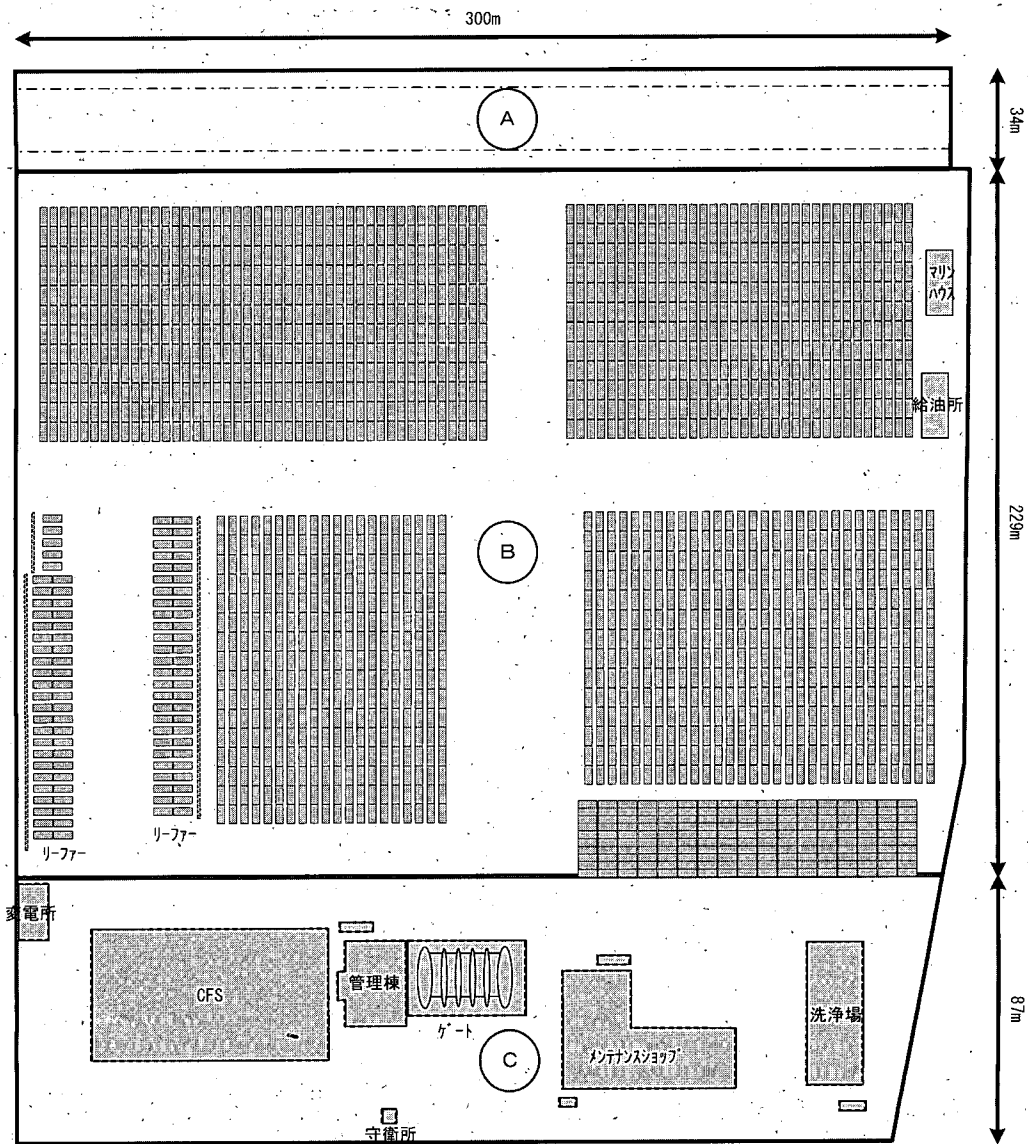 300m
A
34m
マリン
ハウス
給油所
229m
B
リーファー
リーファー
変電所
CFS
管理棟
ゲート
メンテナンスショップ
洗浄場
87m
C
守衛所